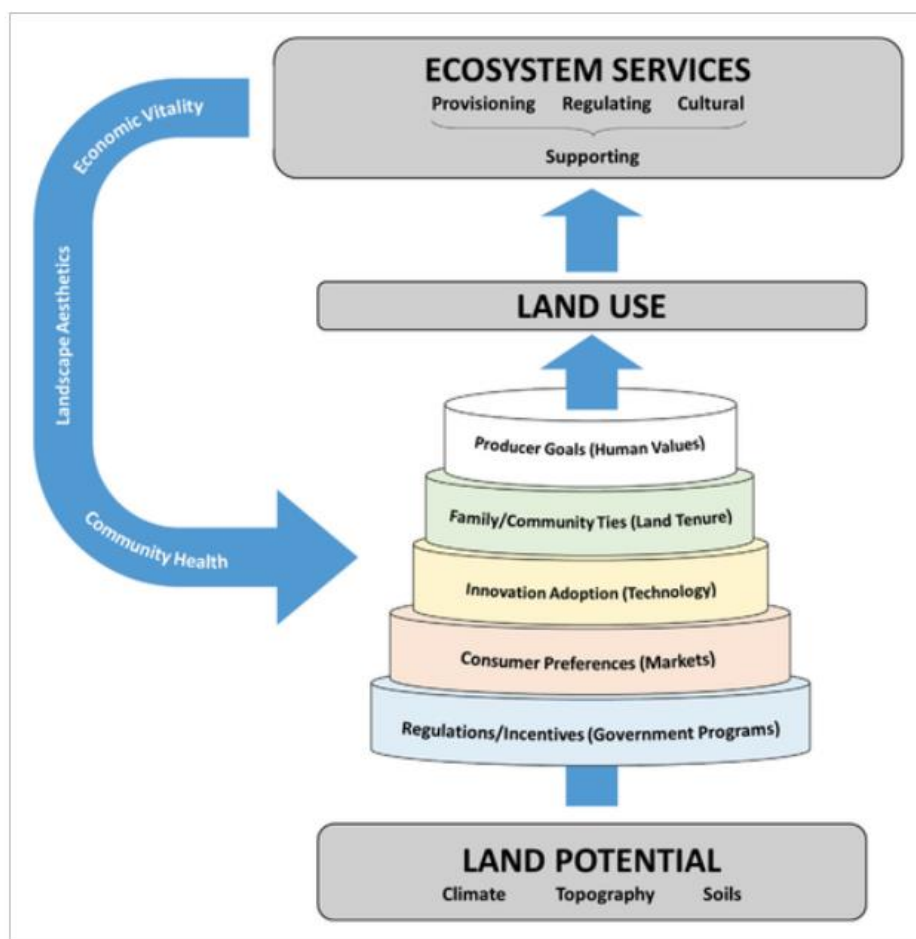 ECOSYSTEM SERVICES
Provisioning Regulating Cultural
Supporting
Economic Vitality
Landscape Aesthetics
Community Health
LAND USE
Producer Goals (Human Values)
Family/Community Ties (Land Tenure)
Innovation Adoption (Technology)
Consumer Preferences (Markets)
Regulations/Incentives (Government Programs)
LAND POTENTIAL
Climate Topography Soils